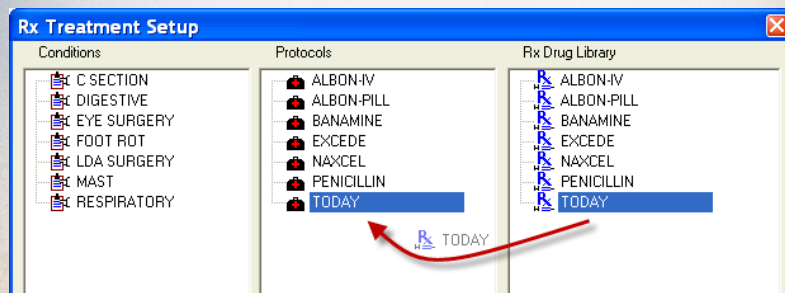 Rx Treatment Setup
Conditions
C SECTION
DIGESTIVE
EYE SURGERY
FOOT ROT
LDA SURGERY
MAST
RESPIRATORY
Protocols
ALBON-IV
ALBON-PILL
BANAMINE
EXCEDE
NAXCEL
PENICILLIN
TODAY
Rx Drug Library
ALBON-IV
ALBON-PILL
BANAMINE
EXCEDE
NAXCEL
PENICILLIN
TODAY
TODAY